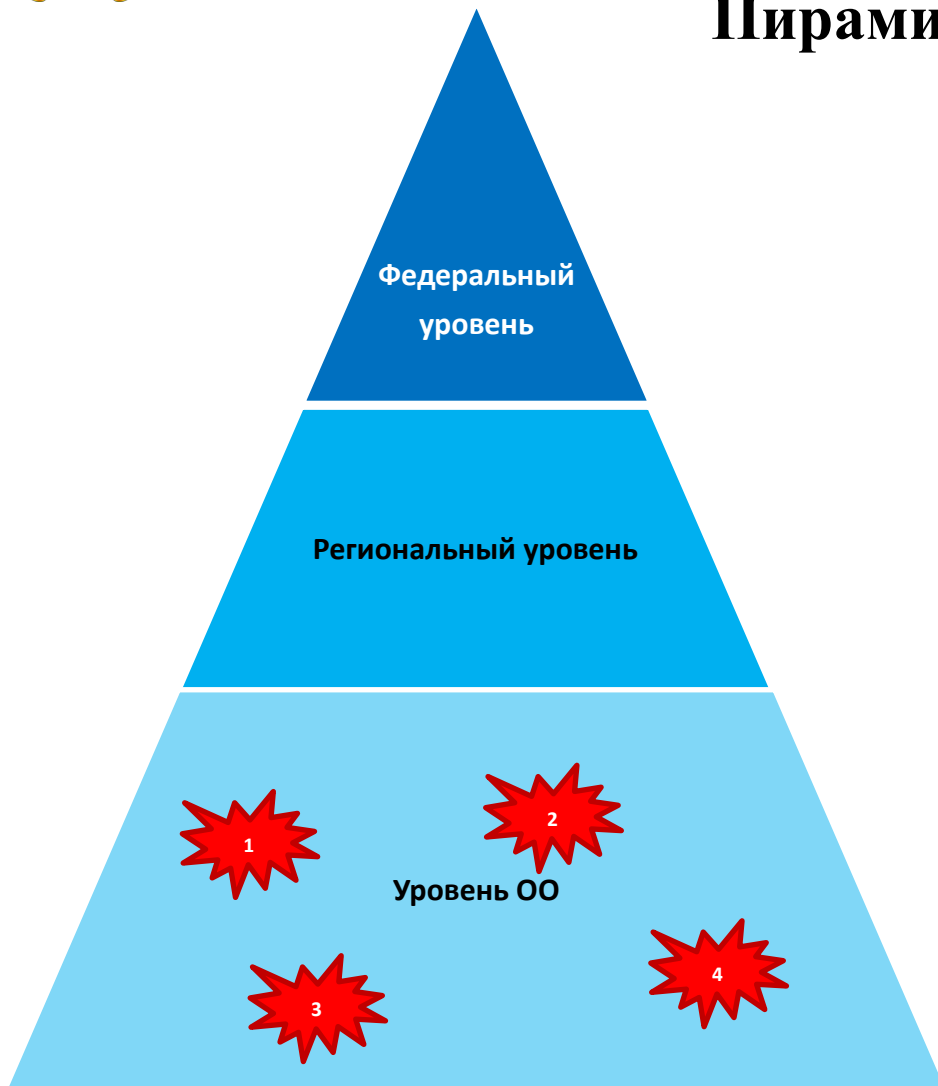 Пирами
Федеральный
уровень
Региональный уровень
1
2
Уровень ОО
4
3